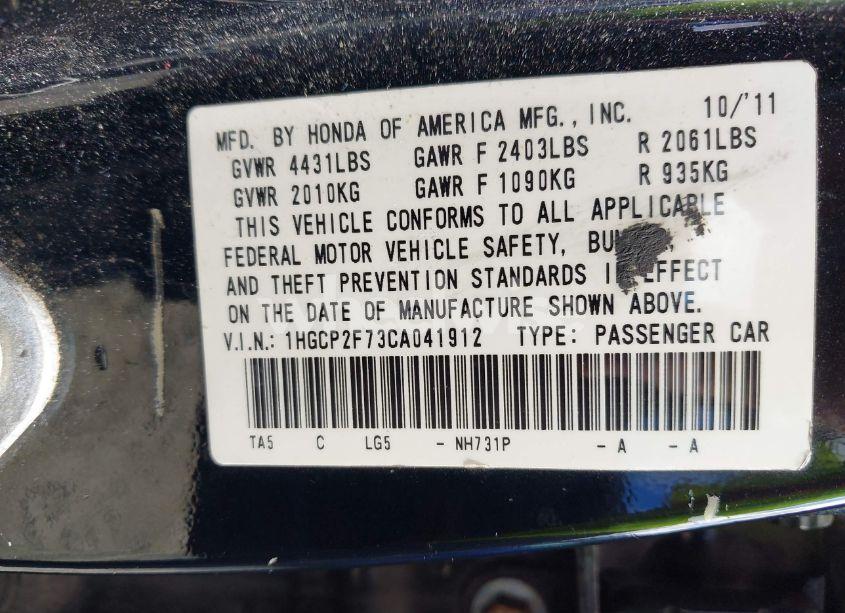 MFD. BY HONDA OF AMERICA MFG., INC. 10/'11
GVWR 4431LBS GAWR F 2403LBS R 2061LBS
GVWR 2010KG GAWR F 1090KG R 935KG
THIS VEHICLE CONFORMS TO ALL APPLICABLE
FEDERAL MOTOR VEHICLE SAFETY,
AND THEFT PREVENTION STANDARDS EFFECT
ON THE DATE OF MANUFACTURE SHOWN ABOVE.
V.I.N.: 1HGCP2F73CA041912 TYPE: PASSENGER CAR
TA5 C LG5 - NH731P - A - A